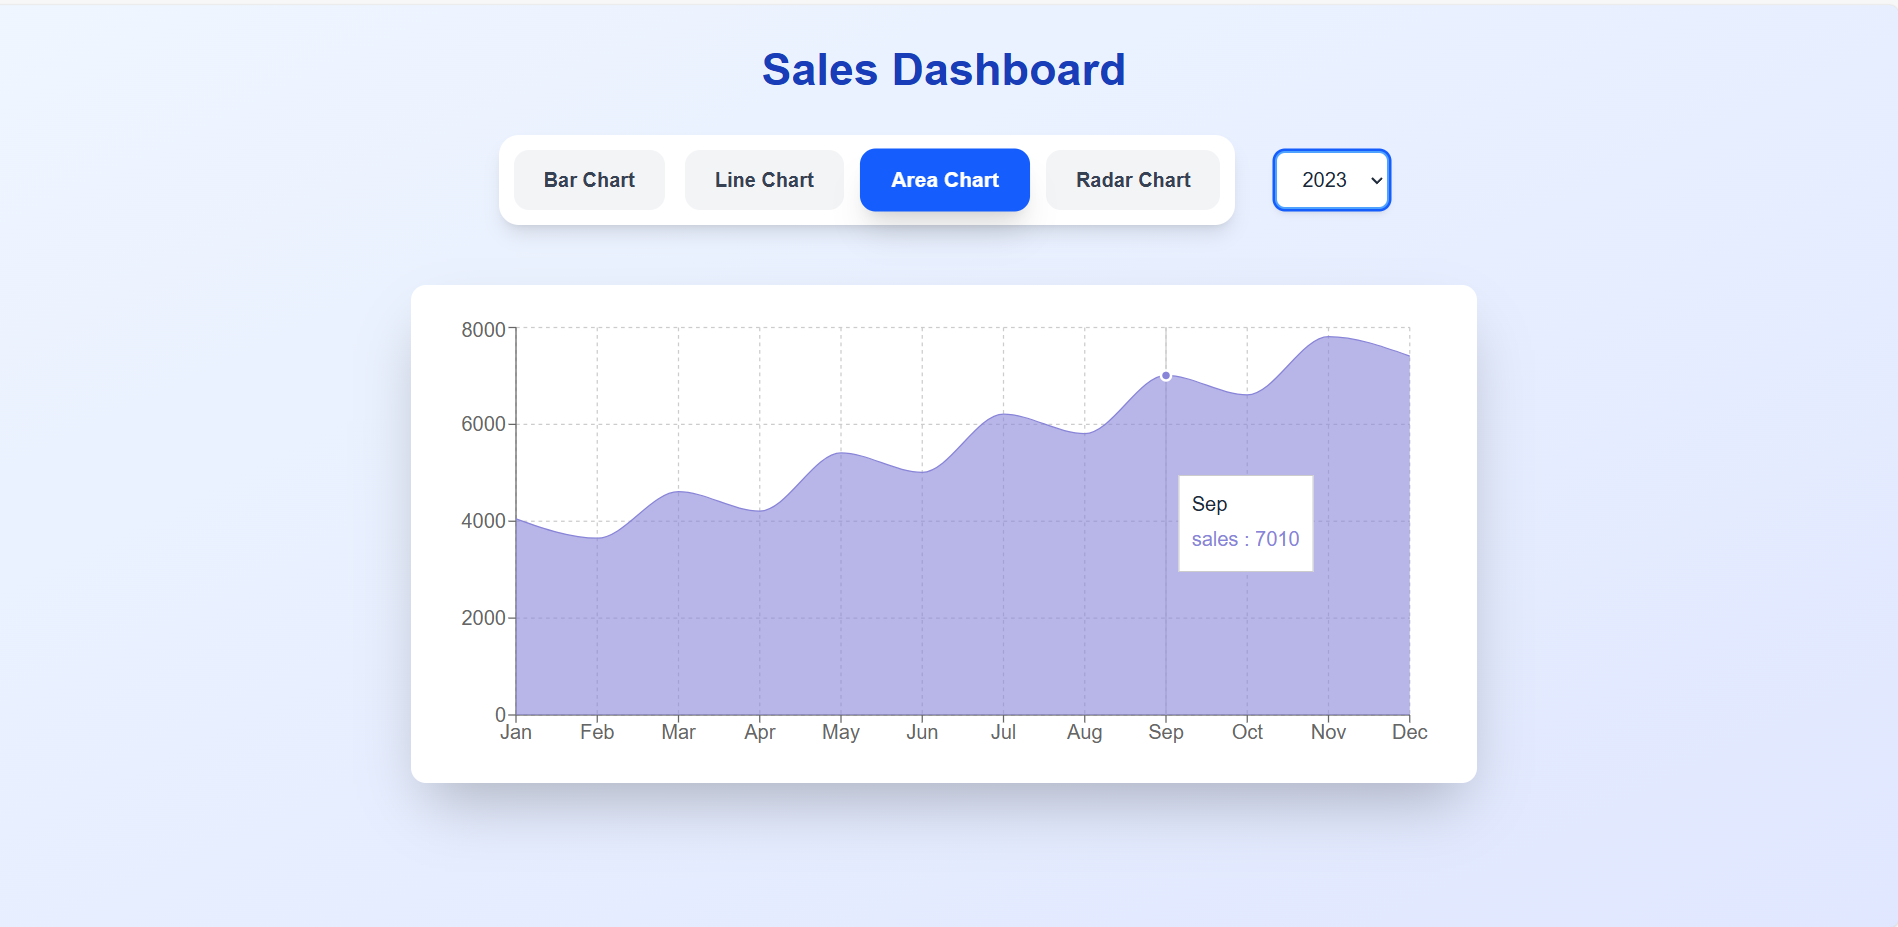 Sales Dashboard
Bar Chart Line Chart Area Chart Radar Chart 2023
8000
6000
4000
2000
0
Sep
sales : 7010
Jan Feb Mar Apr May Jun Jul Aug Sep Oct Nov Dec